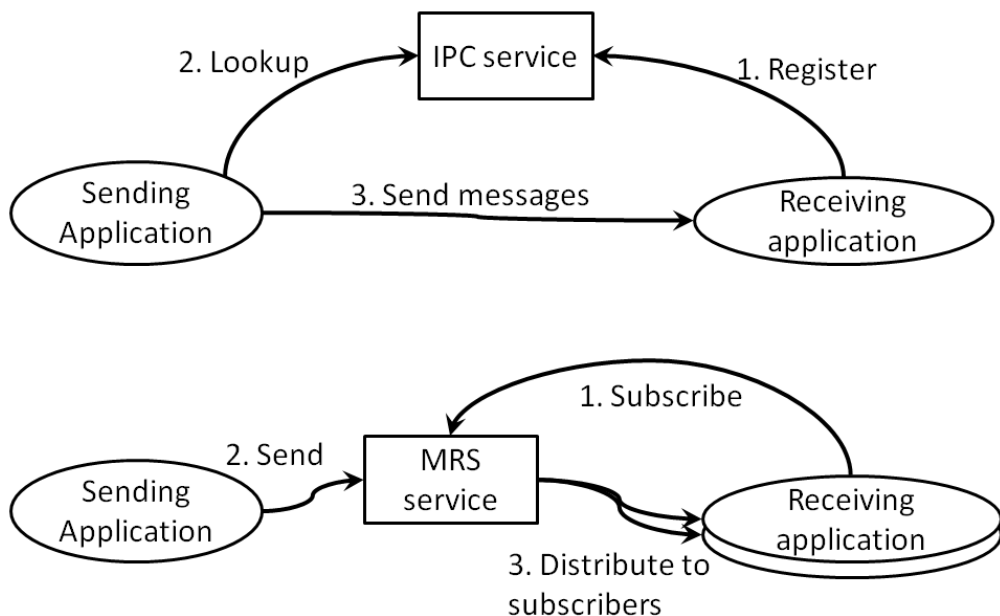 IPC service
2. Lookup
1. Register
Sending
Application
3. Send messages
Receiving
application
1. Subscribe
2. Send
MRS
service
Sending
Application
Receiving
application
3. Distribute to
subscribers